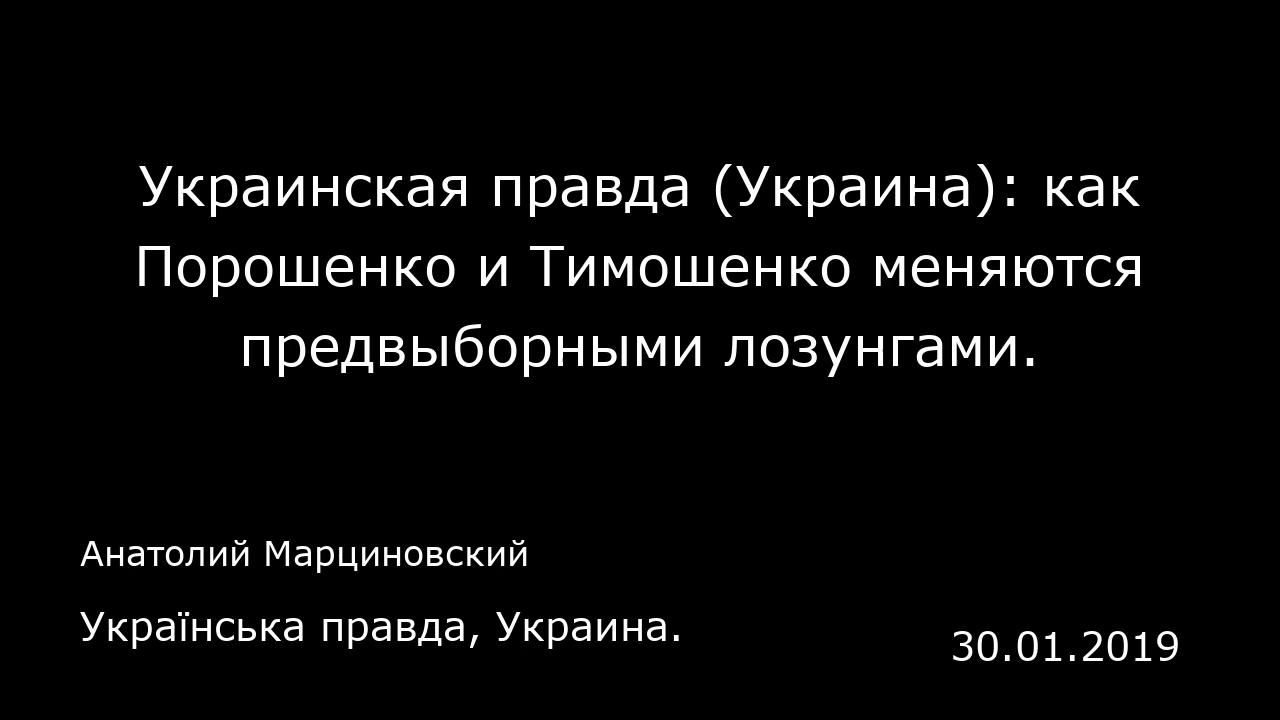 Украинская правда (Украина): как
Порошенко и Тимошенко меняются
предвыборными лозунгами.
Анатолий Марциновский
Українська правда, Украина.
30.01.2019